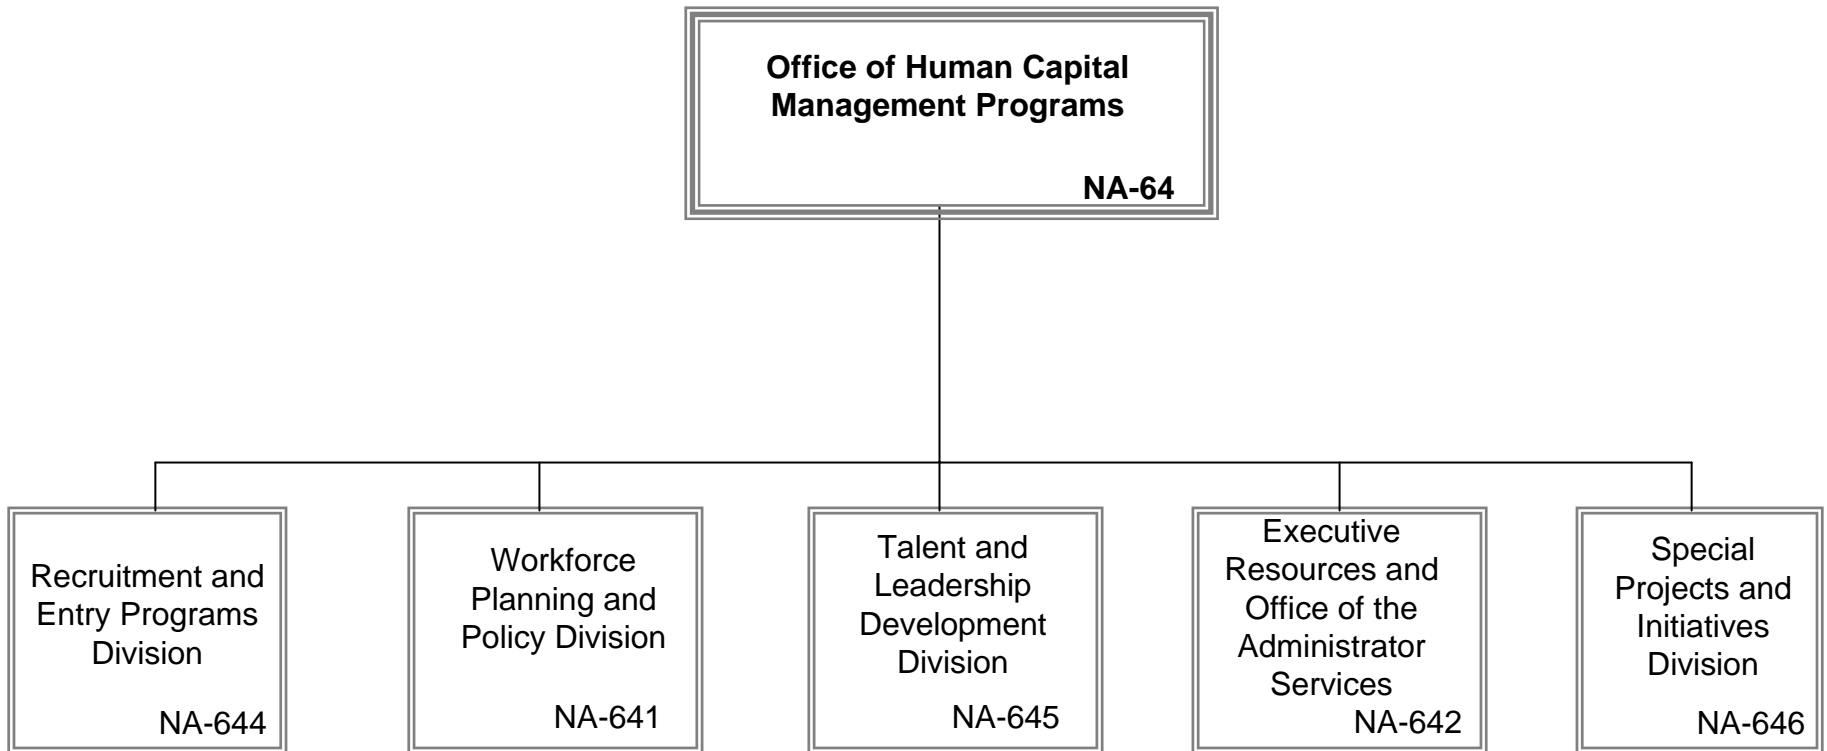 Office of Human Capital
Management Programs
NA-64
Recruitment and
Entry Programs
Division
NA-644
Workforce
Planning and
Policy Division
NA-641
Talent and
Leadership
Development
Division
NA-645
Executive
Resources and
Office of the
Administrator
Services
NA-642
Special
Projects and
Initiatives
Division
NA-646